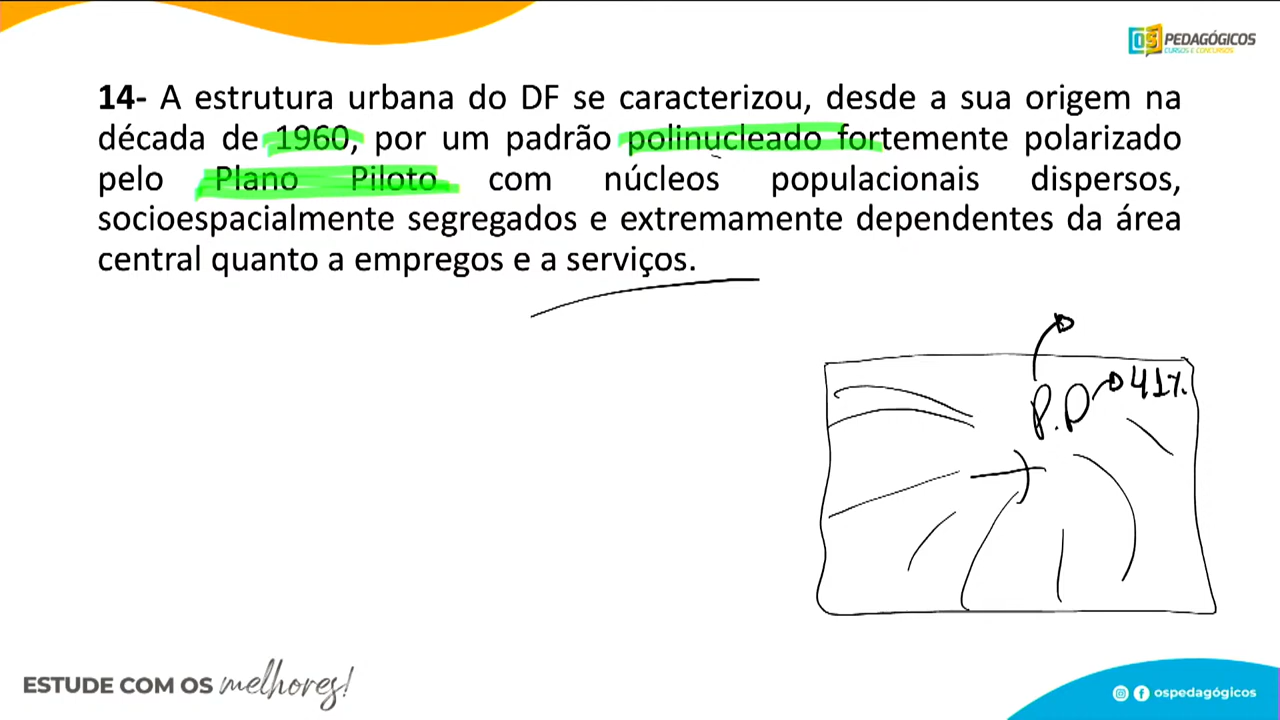 OS PEDAGÓGICOS
CURSOS E CONCURSOS
14- A estrutura urbana do DF se caracterizou, desde a sua origem na
década de 1960, por um padrão polinucleado fortemente polarizado
pelo Plano Piloto com núcleos populacionais dispersos,
socioespacialmente segregados e extremamente dependentes da área
central quanto a empregos e a serviços.
41%
P.D
ESTUDE COM OS melhores!
ospedagógicos